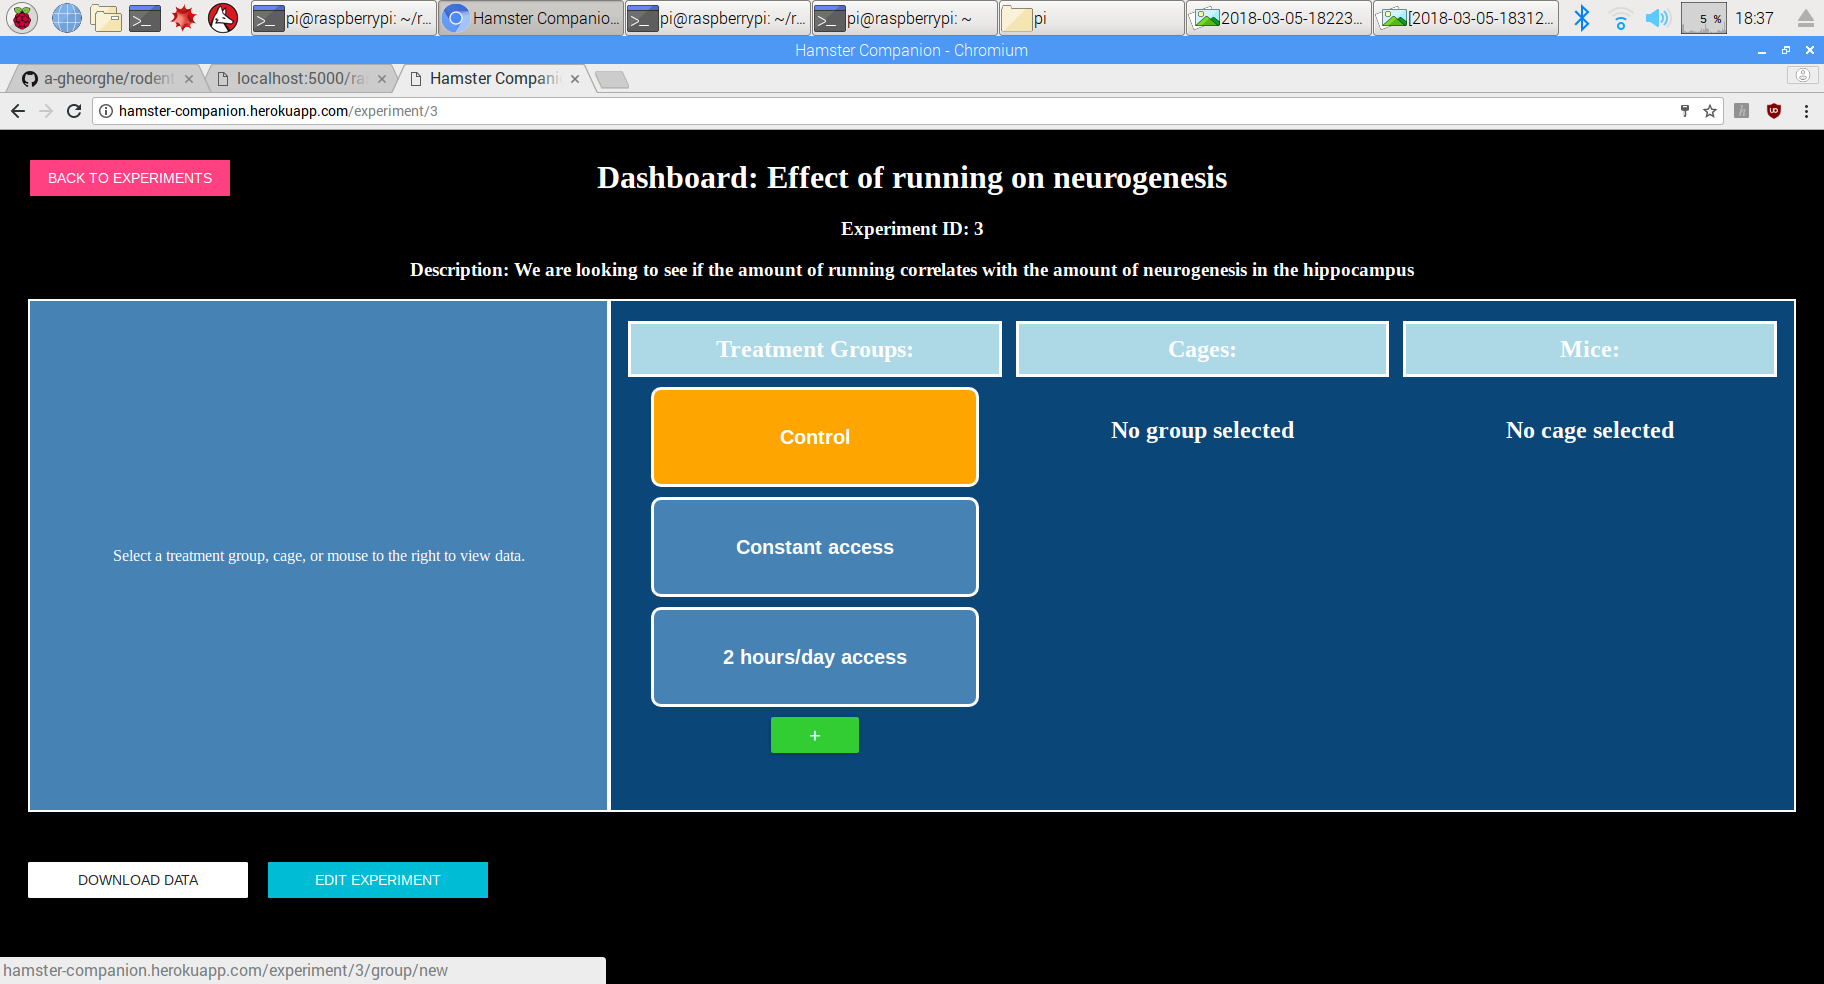 pi@raspberrypi: ~/r...
Hamster Companio...
pi@raspberrypi: ~/r...
pi@raspberrypi: ~
pi
2018-03-05-18223...
[2018-03-05-18312...
5 %
18:37
Hamster Companion - Chromium
a-gheorghe/rodent
localhost:5000/ra
Hamster Compani
hamster-companion.herokuapp.com/experiment/3
BACK TO EXPERIMENTS
Dashboard: Effect of running on neurogenesis
Experiment ID: 3
Description: We are looking to see if the amount of running correlates with the amount of neurogenesis in the hippocampus
Select a treatment group, cage, or mouse to the right to view data.
Treatment Groups:
Cages:
Mice:
Control
No group selected
No cage selected
Constant access
2 hours/day access
+
DOWNLOAD DATA
EDIT EXPERIMENT
hamster-companion.herokuapp.com/experiment/3/group/new